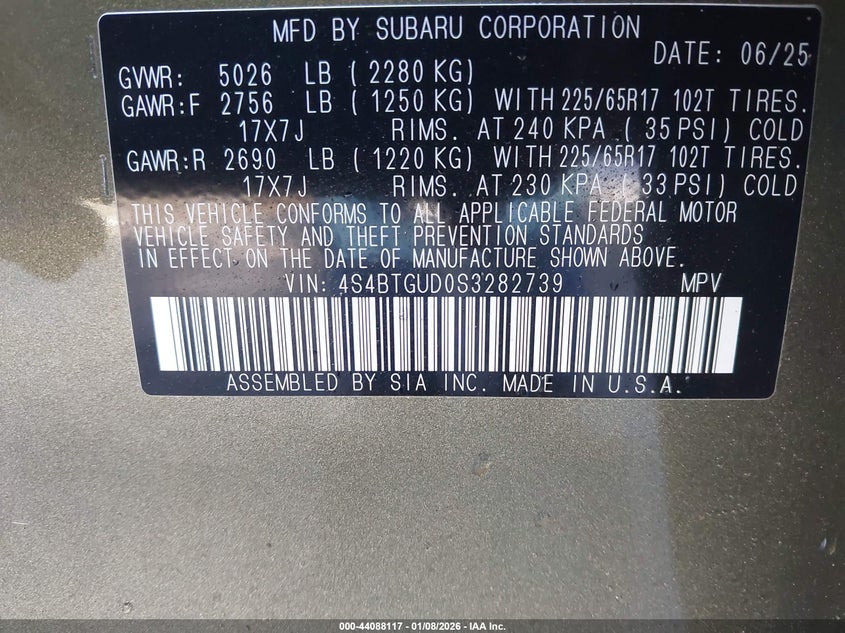 MFD BY SUBARU CORPORATION
DATE: 06/25
GVWR: 5026 LB ( 2280 KG)
GAWR:F 2756 LB ( 1250 KG) WITH 225/65R17 102T TIRES.
17X7J RIMS. AT 240 KPA ( 35 PSI) COLD
GAWR:R 2690 LB ( 1220 KG) WITH 225/65R17 102T TIRES.
17X7J RIMS. AT 230 KPA ( 33 PSI) COLD
THIS VEHICLE CONFORMS TO ALL APPLICABLE FEDERAL MOTOR
VEHICLE SAFETY AND THEFT PREVENTION STANDARDS
IN EFFECT ON THE DATE OF MANUFACTURE SHOWN ABOVE.
VIN: 4S4BTGUD0S3282739 MPV
ASSEMBLED BY SIA INC. MADE IN U.S.A.
000-44088117 - 01/08/2026 - IAA Inc.